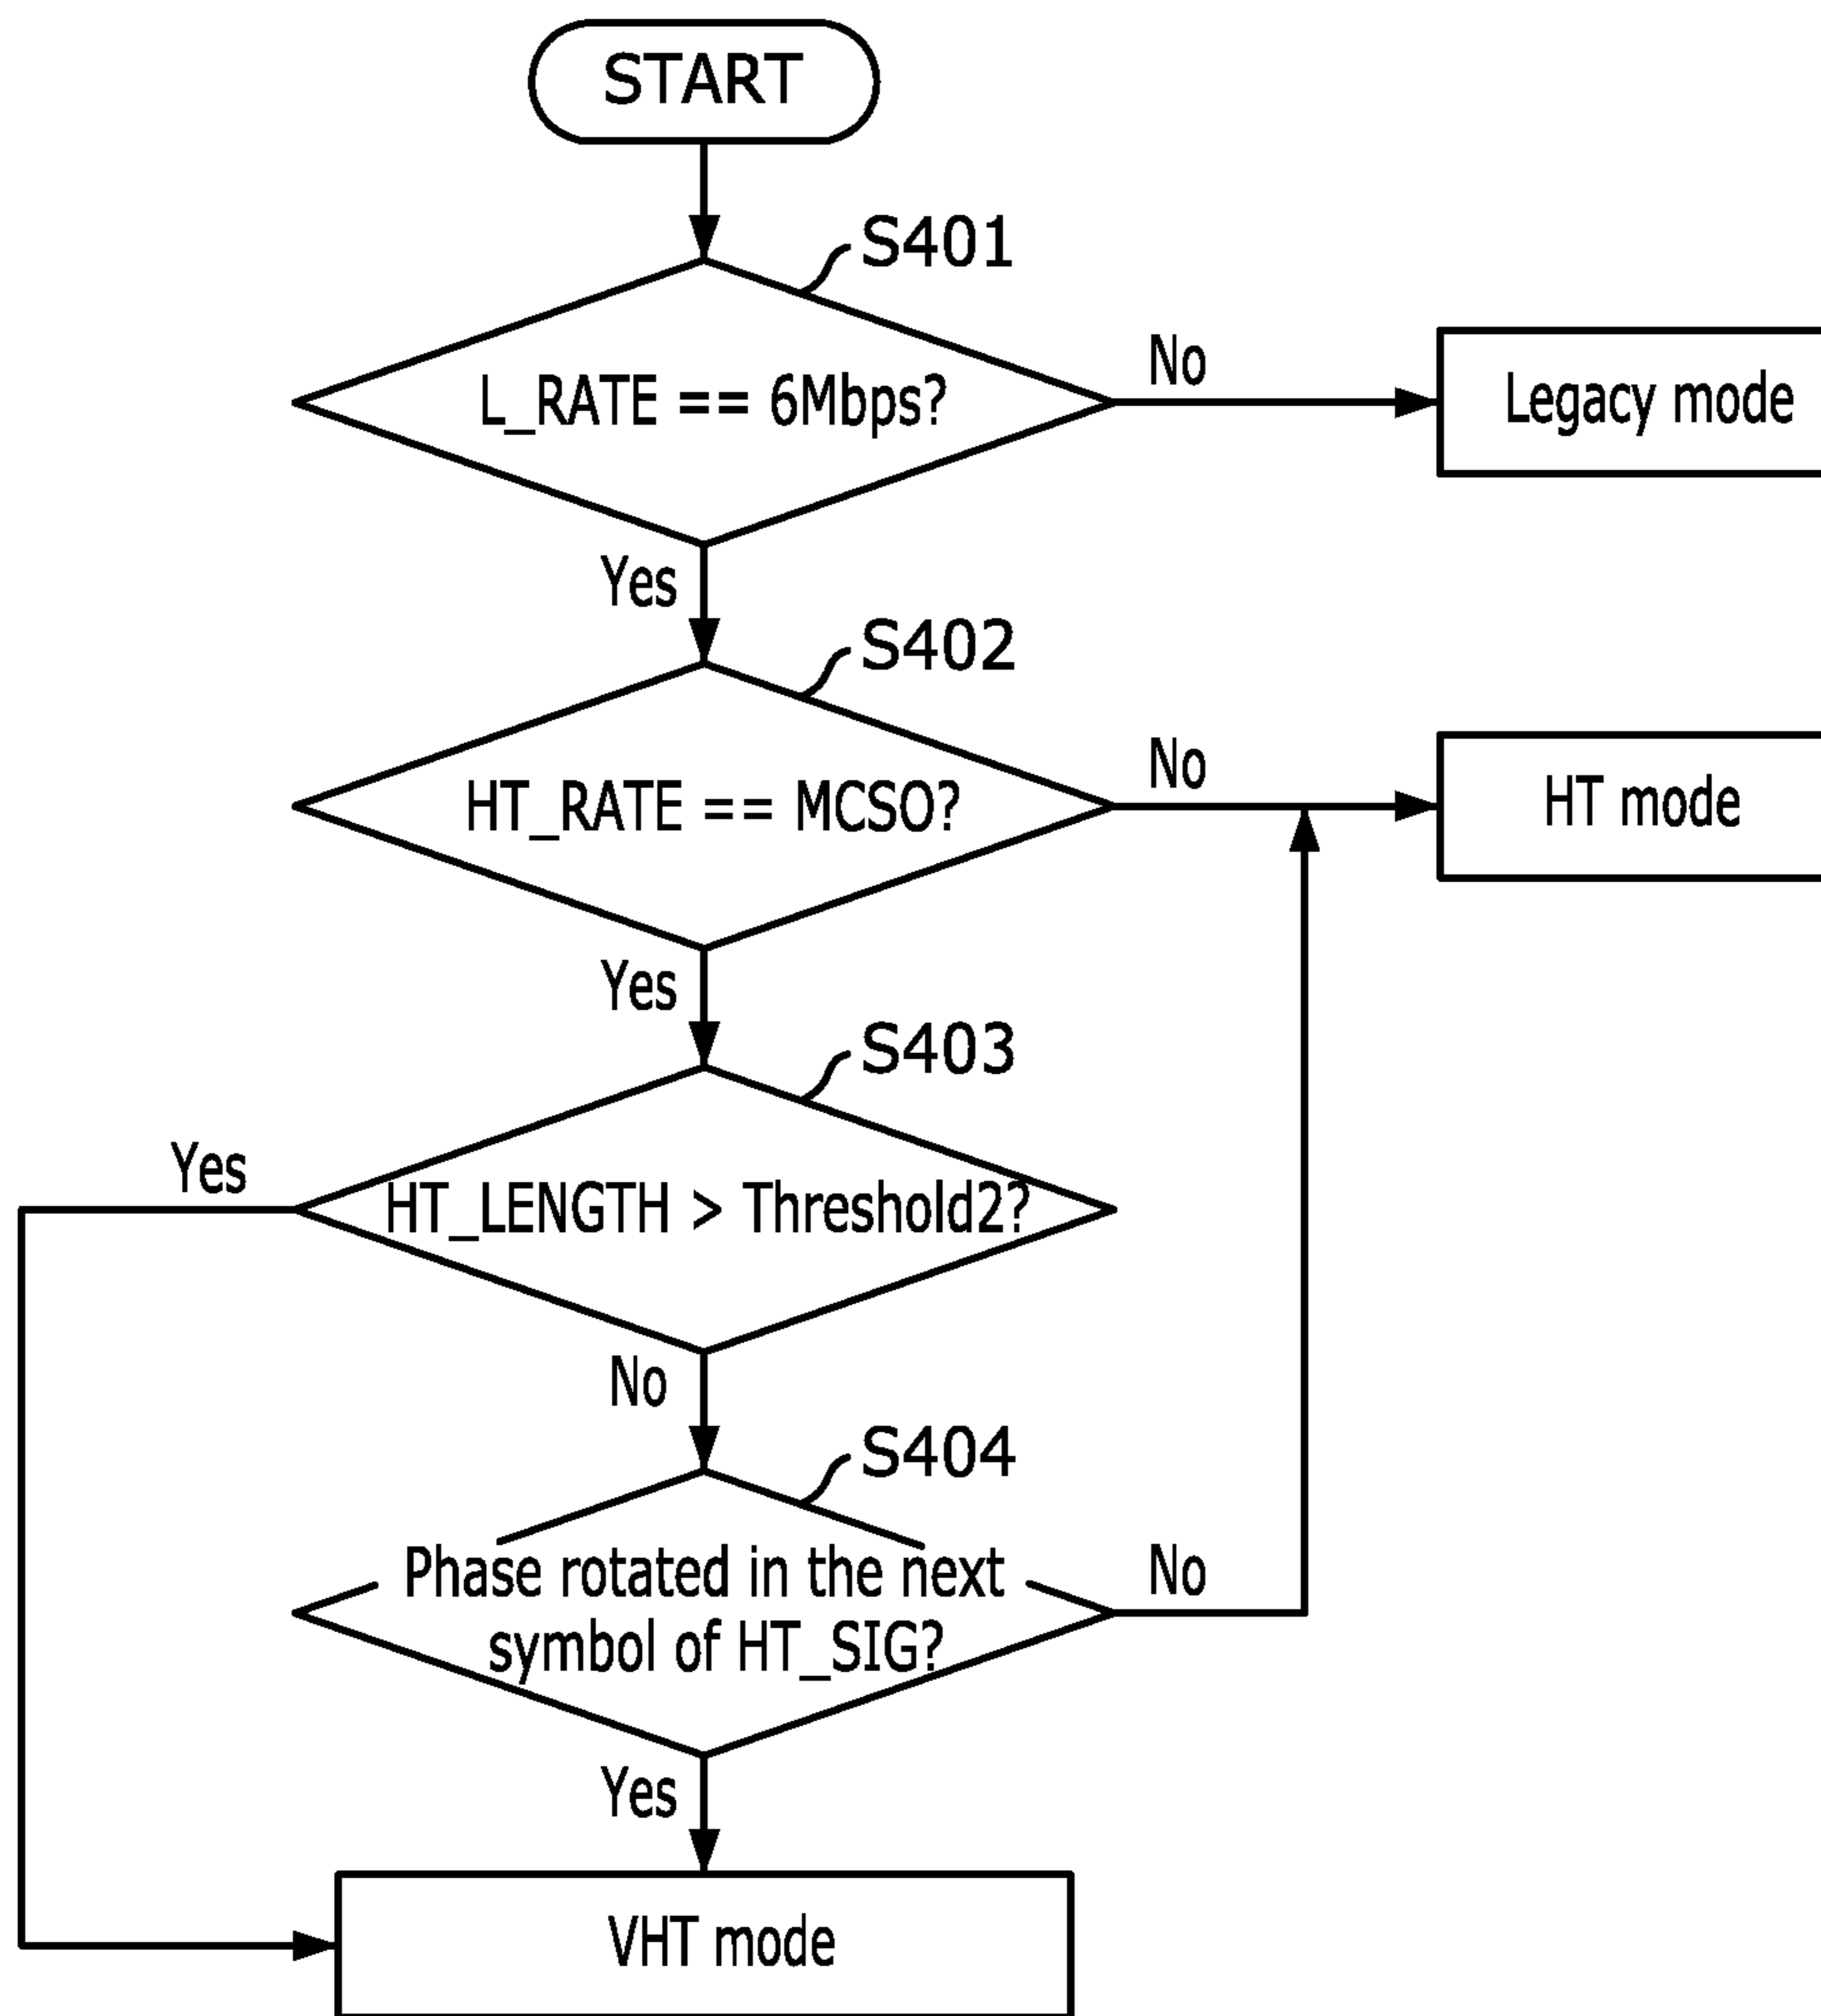 START
S401
L_RATE == 6Mbps?
No
Legacy mode
Yes
S402
HT_RATE == MCSO?
No
HT mode
Yes
S403
Yes
HT_LENGTH > Threshold2?
No
S404
Phase rotated in the next
symbol of HT_SIG?
No
Yes
VHT mode